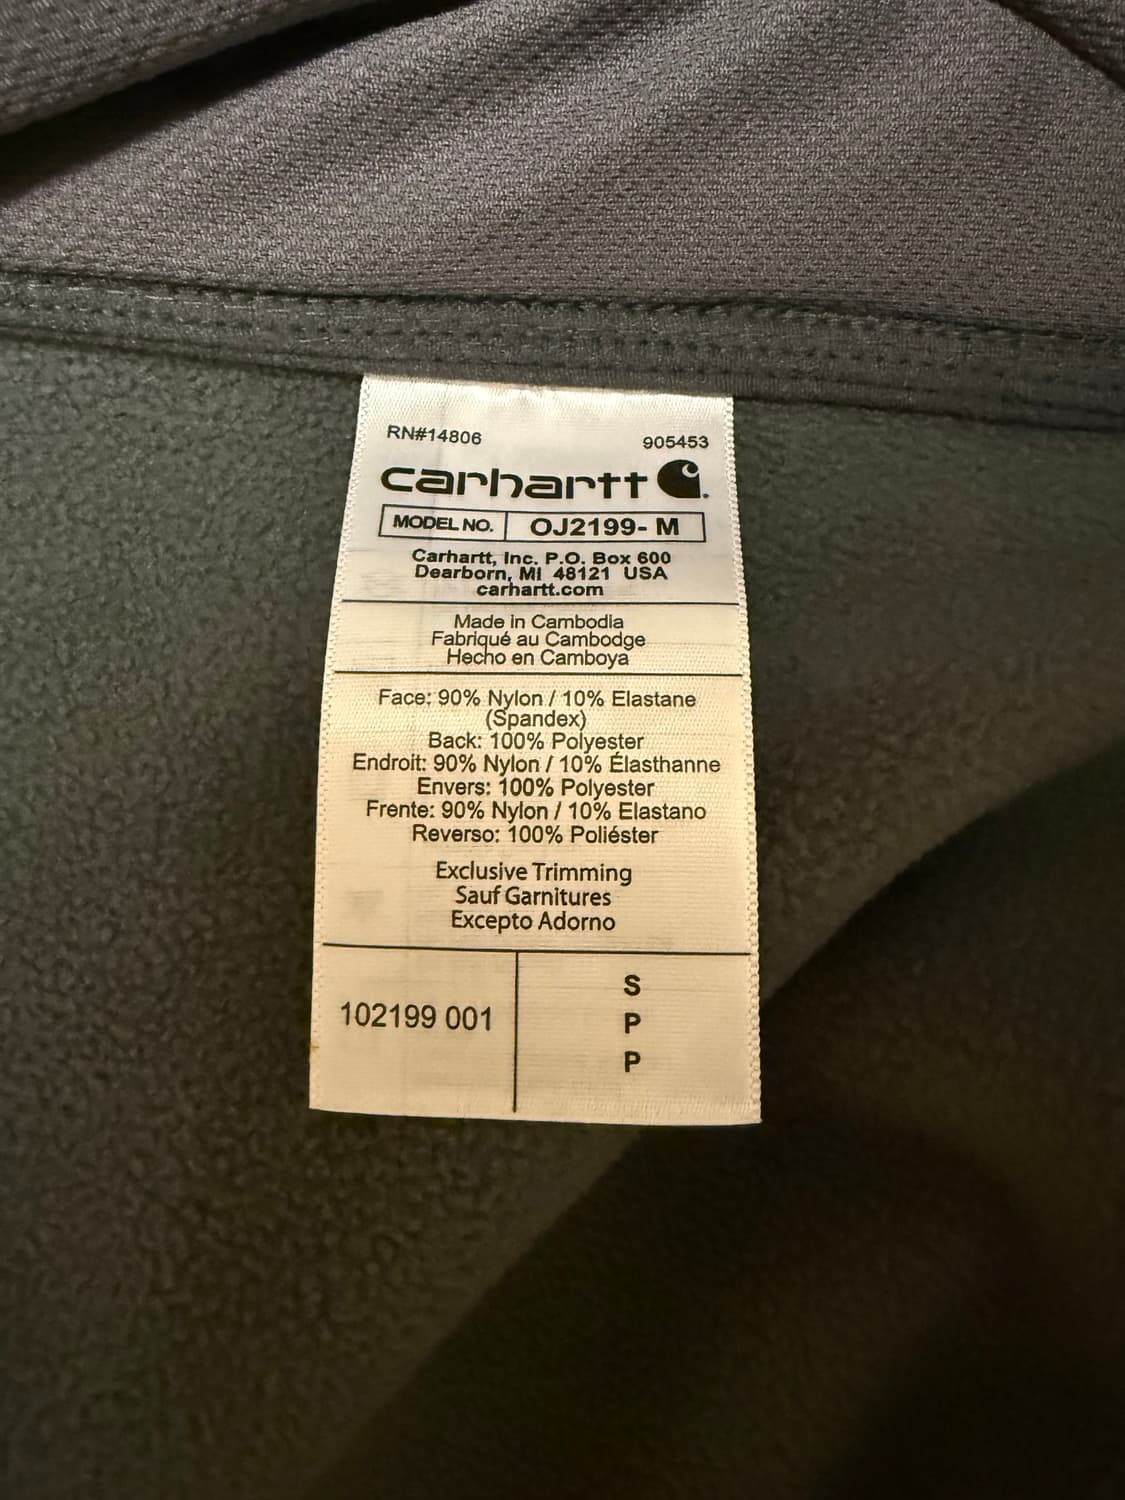 RN#14806 905453
carhartt
MODEL NO. OJ2199- M
Carhartt, Inc. P.O. Box 600
Dearborn, MI 48121 USA
carhartt.com
Made in Cambodia
Fabriqué au Cambodge
Hecho en Camboya
Face: 90% Nylon / 10% Elastane
(Spandex)
Back: 100% Polyester
Endroit: 90% Nylon / 10% Élasthanne
Envers: 100% Polyester
Frente: 90% Nylon / 10% Elastano
Reverso: 100% Poliéster
Exclusive Trimming
Sauf Garnitures
Excepto Adorno
102199 001
S
P
P